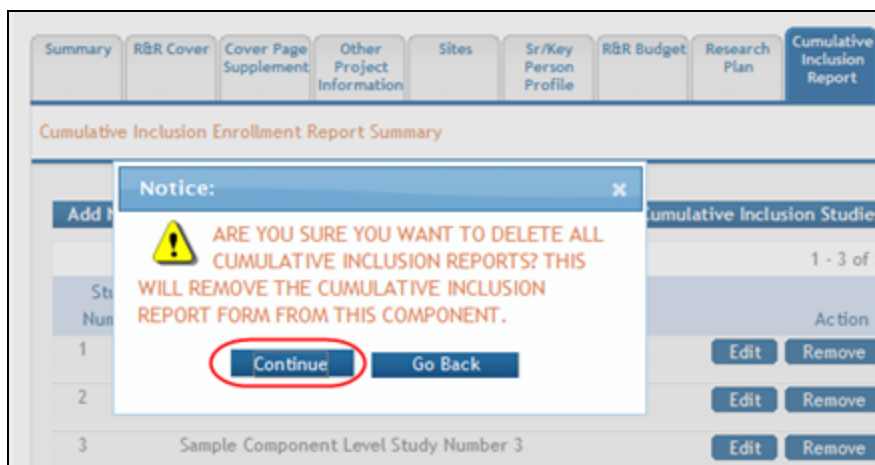 Summary R&R Cover Cover Page Supplement Other Project Information Sites Sr/Key Person Profile R&R Budget Research Plan Cumulative Inclusion Report
Cumulative Inclusion Enrollment Report Summary
Notice:
Add Cumulative Inclusion Studie
ARE YOU SURE YOU WANT TO DELETE ALL
CUMULATIVE INCLUSION REPORTS? THIS
WILL REMOVE THE CUMULATIVE INCLUSION
REPORT FORM FROM THIS COMPONENT.
1 - 3 of
Action
Continue Go Back
1 Edit Remove
2 Edit Remove
3 Sample Component Level Study Number 3 Edit Remove